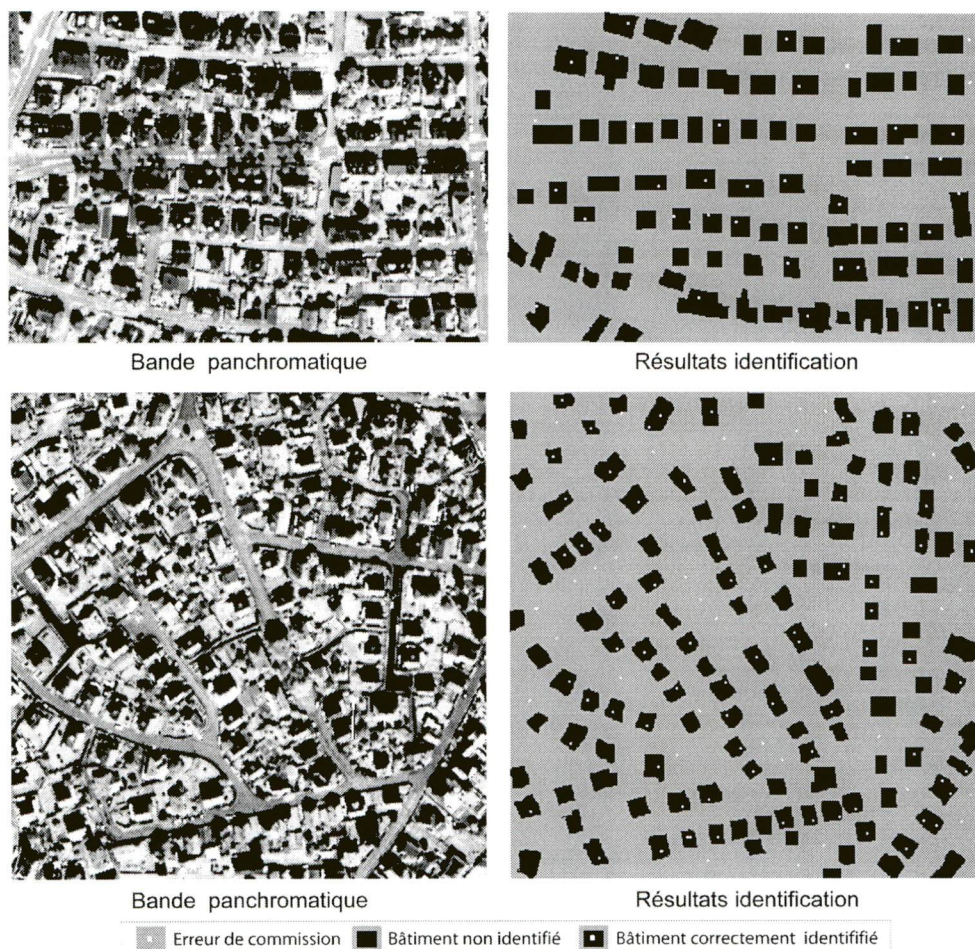 Bande panchromatique
Résultats identification
Bande panchromatique
Résultats identification
Erreur de commission
Bâtiment non identifié
Bâtiment correctement identififié